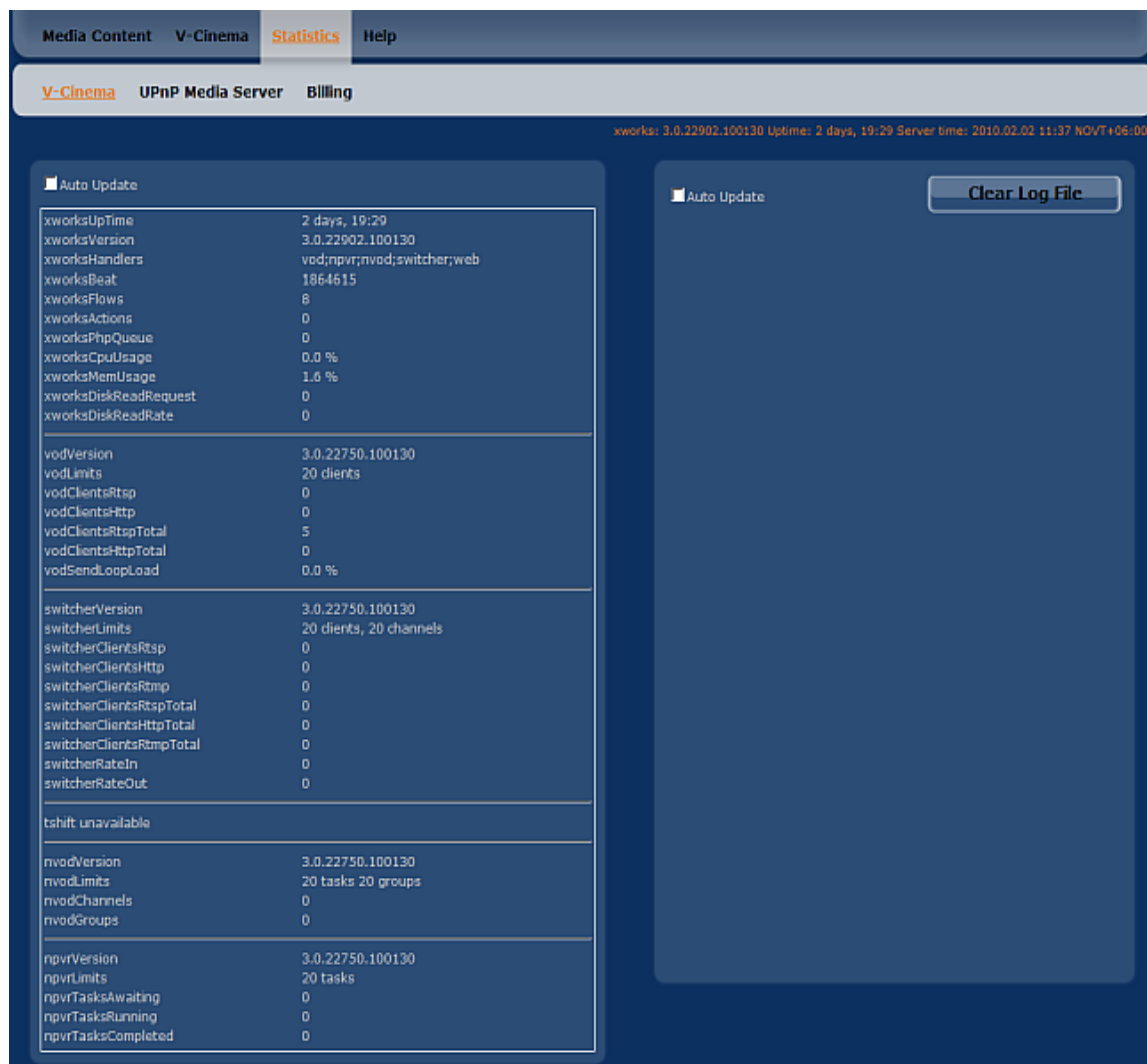 Media Content V-Cinema Statistics Help
V-Cinema UPnP Media Server Billing
xworks: 3.0.22902.100130 Uptime: 2 days, 19:29 Server time: 2010.02.02 11:37 NOVT+06:00
Auto Update
xworksUpTime 2 days, 19:29
xworksVersion 3.0.22902.100130
xworksHandlers vod;npvr;nvod;switcher;web
xworksBeat 1864615
xworksFlows 8
xworksActions 0
xworksPhpQueue 0
xworksCpuUsage 0.0 %
xworksMemUsage 1.6 %
xworksDiskReadRequest 0
xworksDiskReadRate 0
vodVersion 3.0.22750.100130
vodLimits 20 clients
vodClientsRtsp 0
vodClientsHttp 0
vodClientsRtspTotal 5
vodClientsHttpTotal 0
vodSendLoopLoad 0.0 %
switcherVersion 3.0.22750.100130
switcherLimits 20 clients, 20 channels
switcherClientsRtsp 0
switcherClientsHttp 0
switcherClientsRtmp 0
switcherClientsRtspTotal 0
switcherClientsHttpTotal 0
switcherClientsRtmpTotal 0
switcherRateIn 0
switcherRateOut 0
tshift unavailable
nvodVersion 3.0.22750.100130
nvodLimits 20 tasks 20 groups
nvodChannels 0
nvodGroups 0
npvrVersion 3.0.22750.100130
npvrLimits 20 tasks
npvrTasksAwaiting 0
npvrTasksRunning 0
npvrTasksCompleted 0
Auto Update
Clear Log File